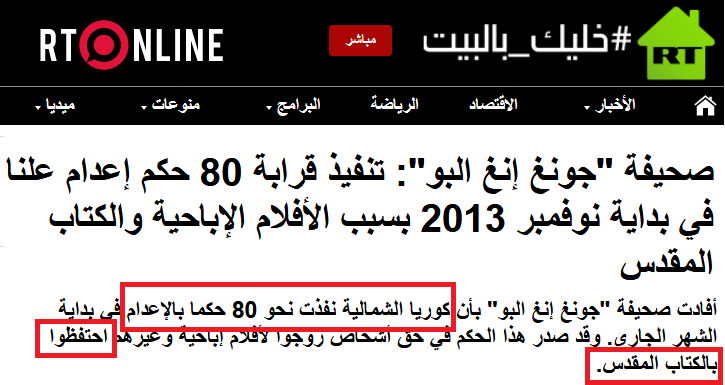 RT ONLINE
مباشر
#خليك_بالبيت
RT
الأخبار
الاقتصاد
الرياضة
البرامج
منوعات
ميديا
صحيفة "جونغ إنغ البو": تنفيذ قرابة 80 حكم إعدام علنا
في بداية نوفمبر 2013 بسبب الأفلام الإباحية والكتاب
المقدس
أفادت صحيفة "جونغ إنغ البو" بأن كوريا الشمالية نفذت نحو 80 حكما بالإعدام في بداية
الشهر الجاري. وقد صدر هذا الحكم في حق أشخاص روجوا لأفلام إباحية وغيرهم احتفظوا
بالكتاب المقدس.